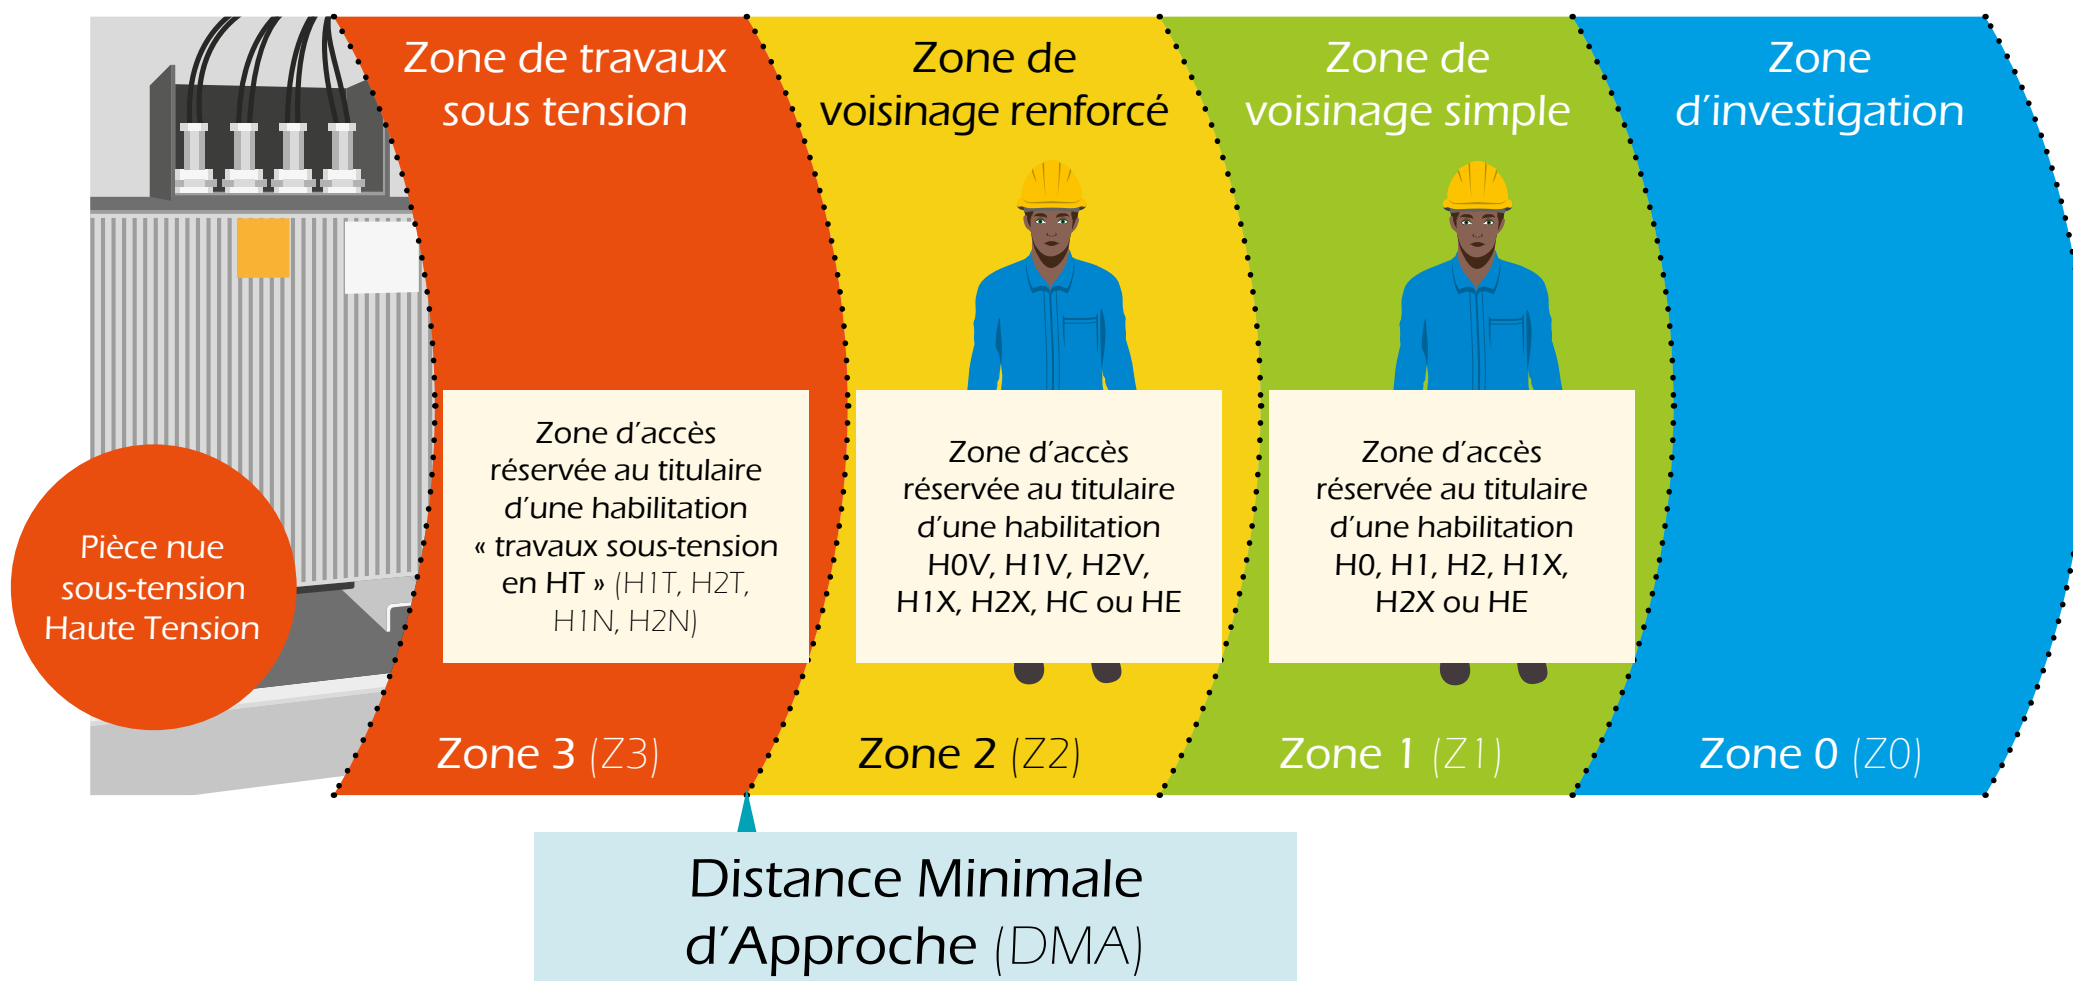 Zone de travaux
sous tension
Zone de
voisinage renforcé
Zone de
voisinage simple
Zone
d'investigation
Pièce nue
sous-tension
Haute Tension
Zone d'accès
réservée au titulaire
d'une habilitation
« travaux sous-tension
en HT » (H1T, H2T,
H1N, H2N)
Zone d'accès
réservée au titulaire
d'une habilitation
H0V, H1V, H2V,
H1X, H2X, HC ou HE
Zone d'accès
réservée au titulaire
d'une habilitation
H0, H1, H2, H1X,
H2X ou HE
Zone 3 (Z3)
Zone 2 (Z2)
Zone 1 (Z1)
Zone 0 (Z0)
Distance Minimale
d'Approche (DMA)